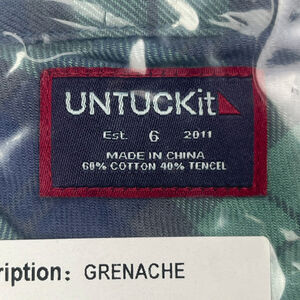 UNTUCKit
Est. 6 2011
MADE IN CHINA
60% COTTON 40% TENCEL
ription: GRENACHE